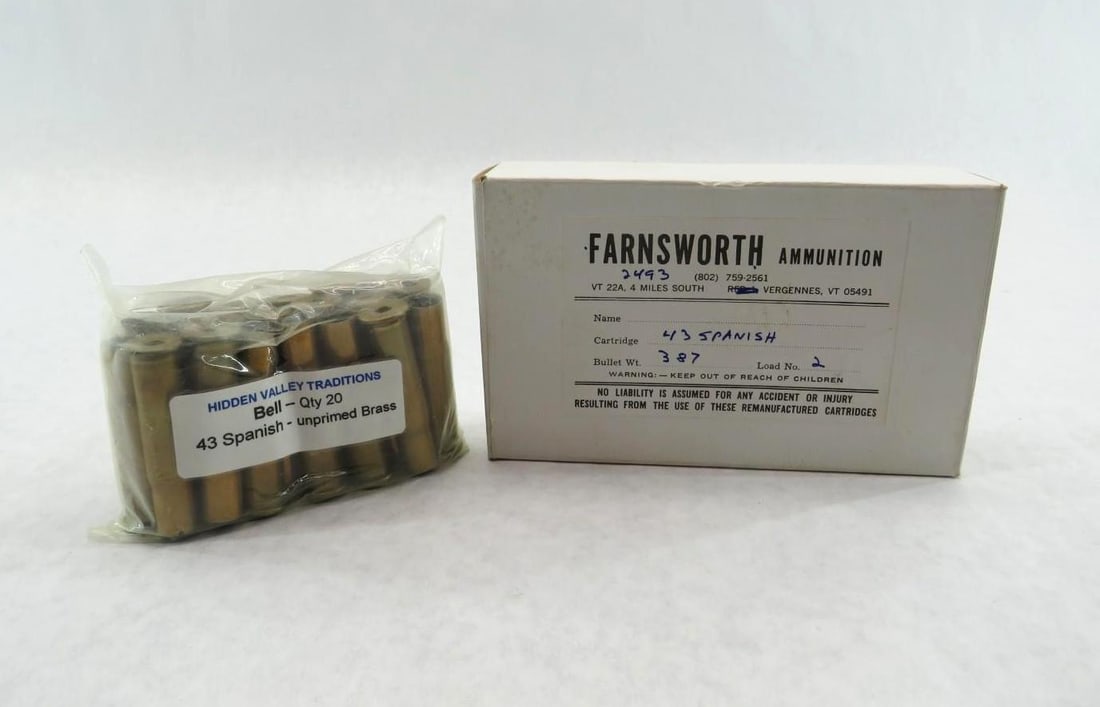 HIDDEN VALLEY TRADITIONS
Bell - Qty 20
43 Spanish - unprimed Brass
FARNSWORTH AMMUNITION
2493 (802) 759-2561
VT 22A, 4 MILES SOUTH VERGENNES, VT 05491
Name
Cartridge 43 SPANISH
Bullet Wt. 387 Load No. 2
WARNING: — KEEP OUT OF REACH OF CHILDREN
NO LIABILITY IS ASSUMED FOR ANY ACCIDENT OR INJURY
RESULTING FROM THE USE OF THESE REMANUFACTURED CARTRIDGES